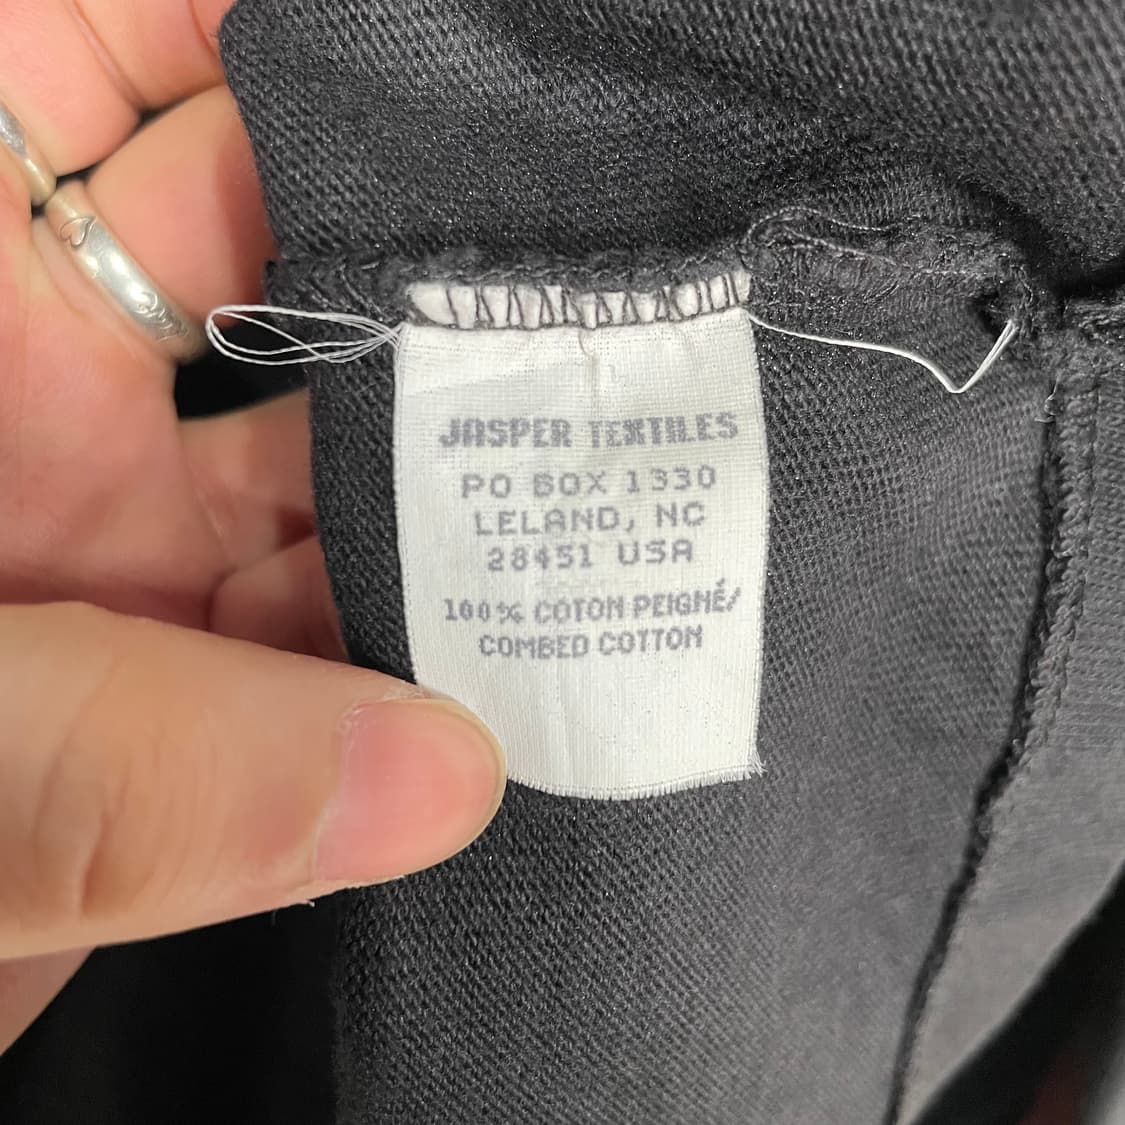 JASPER TEXTILES
PO BOX 1330
LELAND, NC
28451 USA
100% COTON PEIGNÉ/
COMBED COTTON